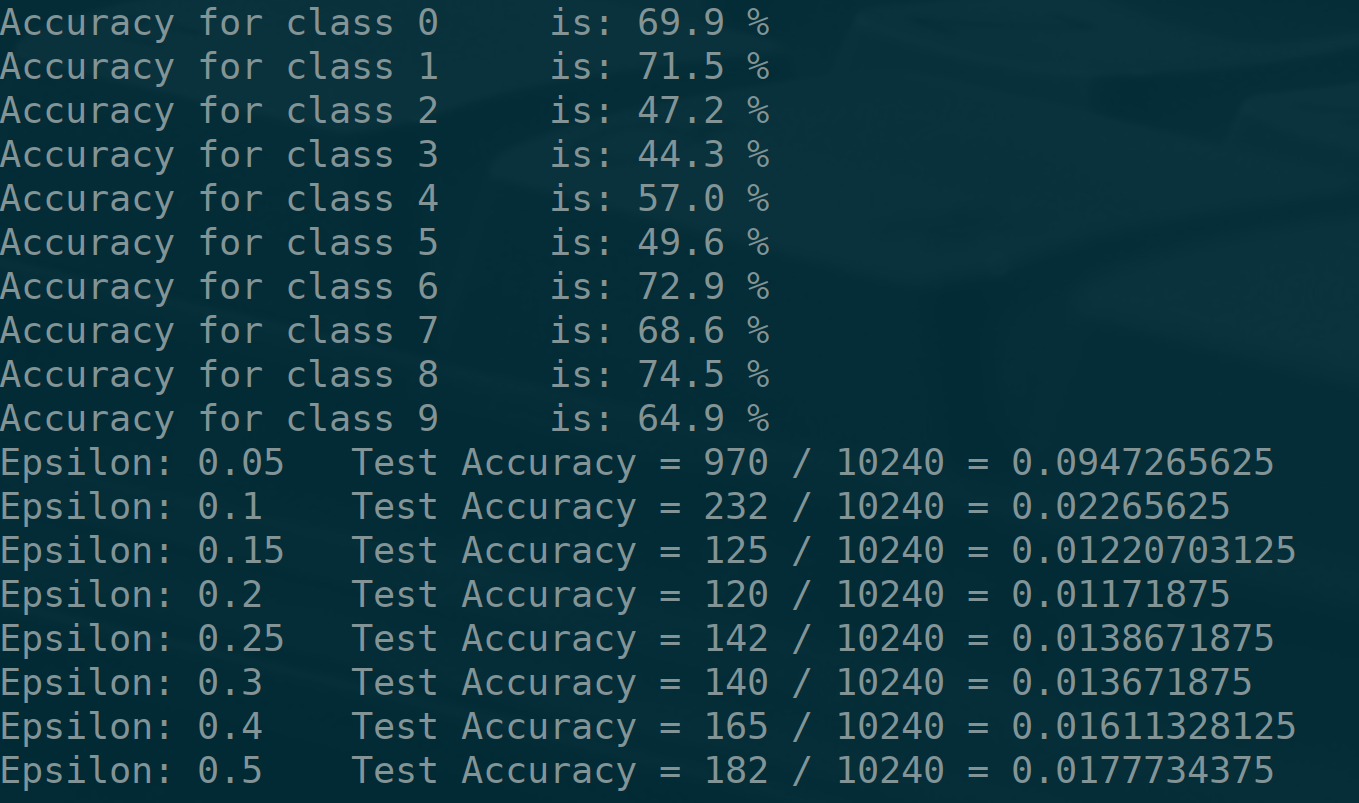 Accuracy for class 0     is: 69.9 %
Accuracy for class 1     is: 71.5 %
Accuracy for class 2     is: 47.2 %
Accuracy for class 3     is: 44.3 %
Accuracy for class 4     is: 57.0 %
Accuracy for class 5     is: 49.6 %
Accuracy for class 6     is: 72.9 %
Accuracy for class 7     is: 68.6 %
Accuracy for class 8     is: 74.5 %
Accuracy for class 9     is: 64.9 %
Epsilon: 0.05   Test Accuracy = 970 / 10240 = 0.0947265625
Epsilon: 0.1    Test Accuracy = 232 / 10240 = 0.02265625
Epsilon: 0.15   Test Accuracy = 125 / 10240 = 0.01220703125
Epsilon: 0.2    Test Accuracy = 120 / 10240 = 0.01171875
Epsilon: 0.25   Test Accuracy = 142 / 10240 = 0.0138671875
Epsilon: 0.3    Test Accuracy = 140 / 10240 = 0.013671875
Epsilon: 0.4    Test Accuracy = 165 / 10240 = 0.01611328125
Epsilon: 0.5    Test Accuracy = 182 / 10240 = 0.0177734375